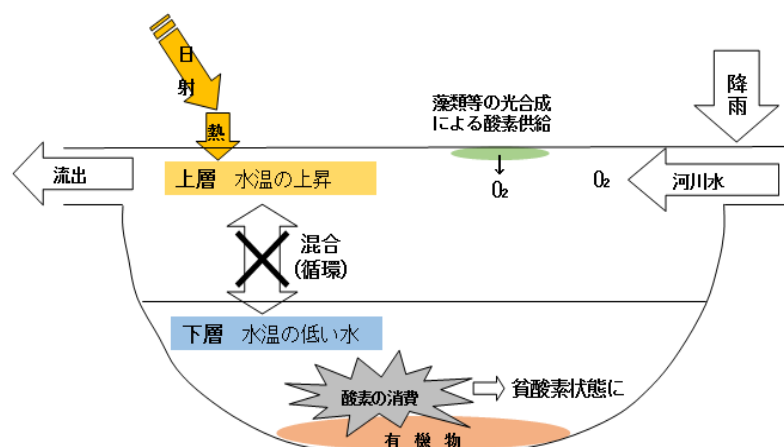 日射
熱
藻類等の光合成
による酸素供給
降雨
流出
上層 水温の上昇
O₂
O₂
河川水
混合
(循環)
下層 水温の低い水
酸素の消費
貧酸素状態に
有 機 物